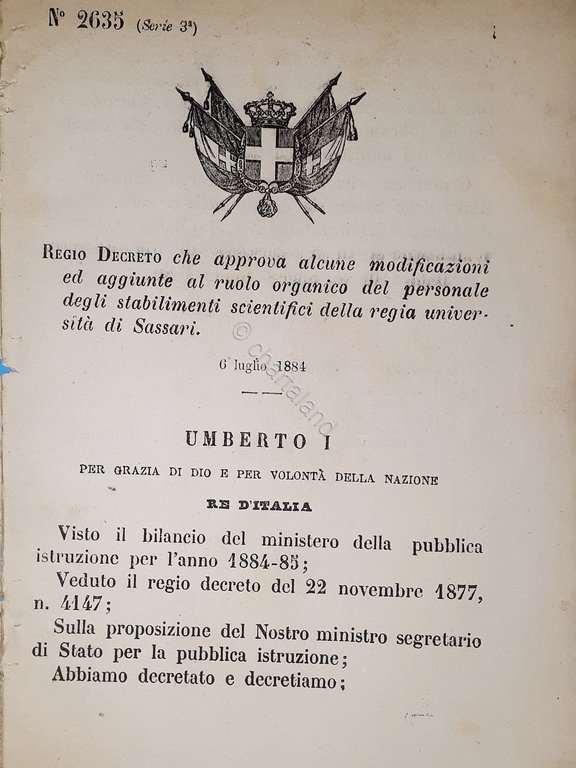 N° 2635 (Serie 3ª)
REGIO DECRETO che approva alcune modificazioni
ed aggiunte al ruolo organico del personale
degli stabilimenti scientifici della regia univer-
sità di Sassari.
6 luglio 1884
UMBERTO I
PER GRAZIA DI DIO E PER VOLONTÀ DELLA NAZIONE
RE D'ITALIA
Visto il bilancio del ministero della pubblica
istruzione per l'anno 1884-85;
Veduto il regio decreto del 22 novembre 1877,
n. 4147;
Sulla proposizione del Nostro ministro segretario
di Stato per la pubblica istruzione;
Abbiamo decretato e decretiamo;
© chartaland